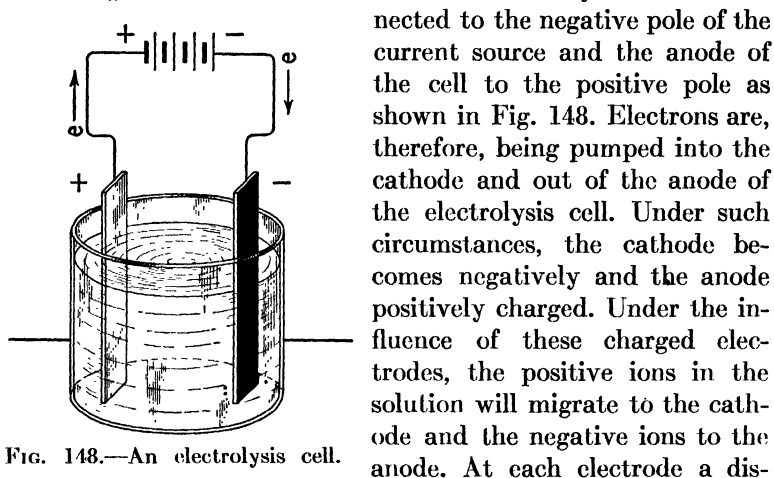 +
−
e
e
+
−
FIG. 148.—An electrolysis cell.
nected to the negative pole of the
current source and the anode of
the cell to the positive pole as
shown in Fig. 148. Electrons are,
therefore, being pumped into the
cathode and out of the anode of
the electrolysis cell. Under such
circumstances, the cathode be-
comes negatively and the anode
positively charged. Under the in-
fluence of these charged elec-
trodes, the positive ions in the
solution will migrate to the cath-
ode and the negative ions to the
anode. At each electrode a dis-